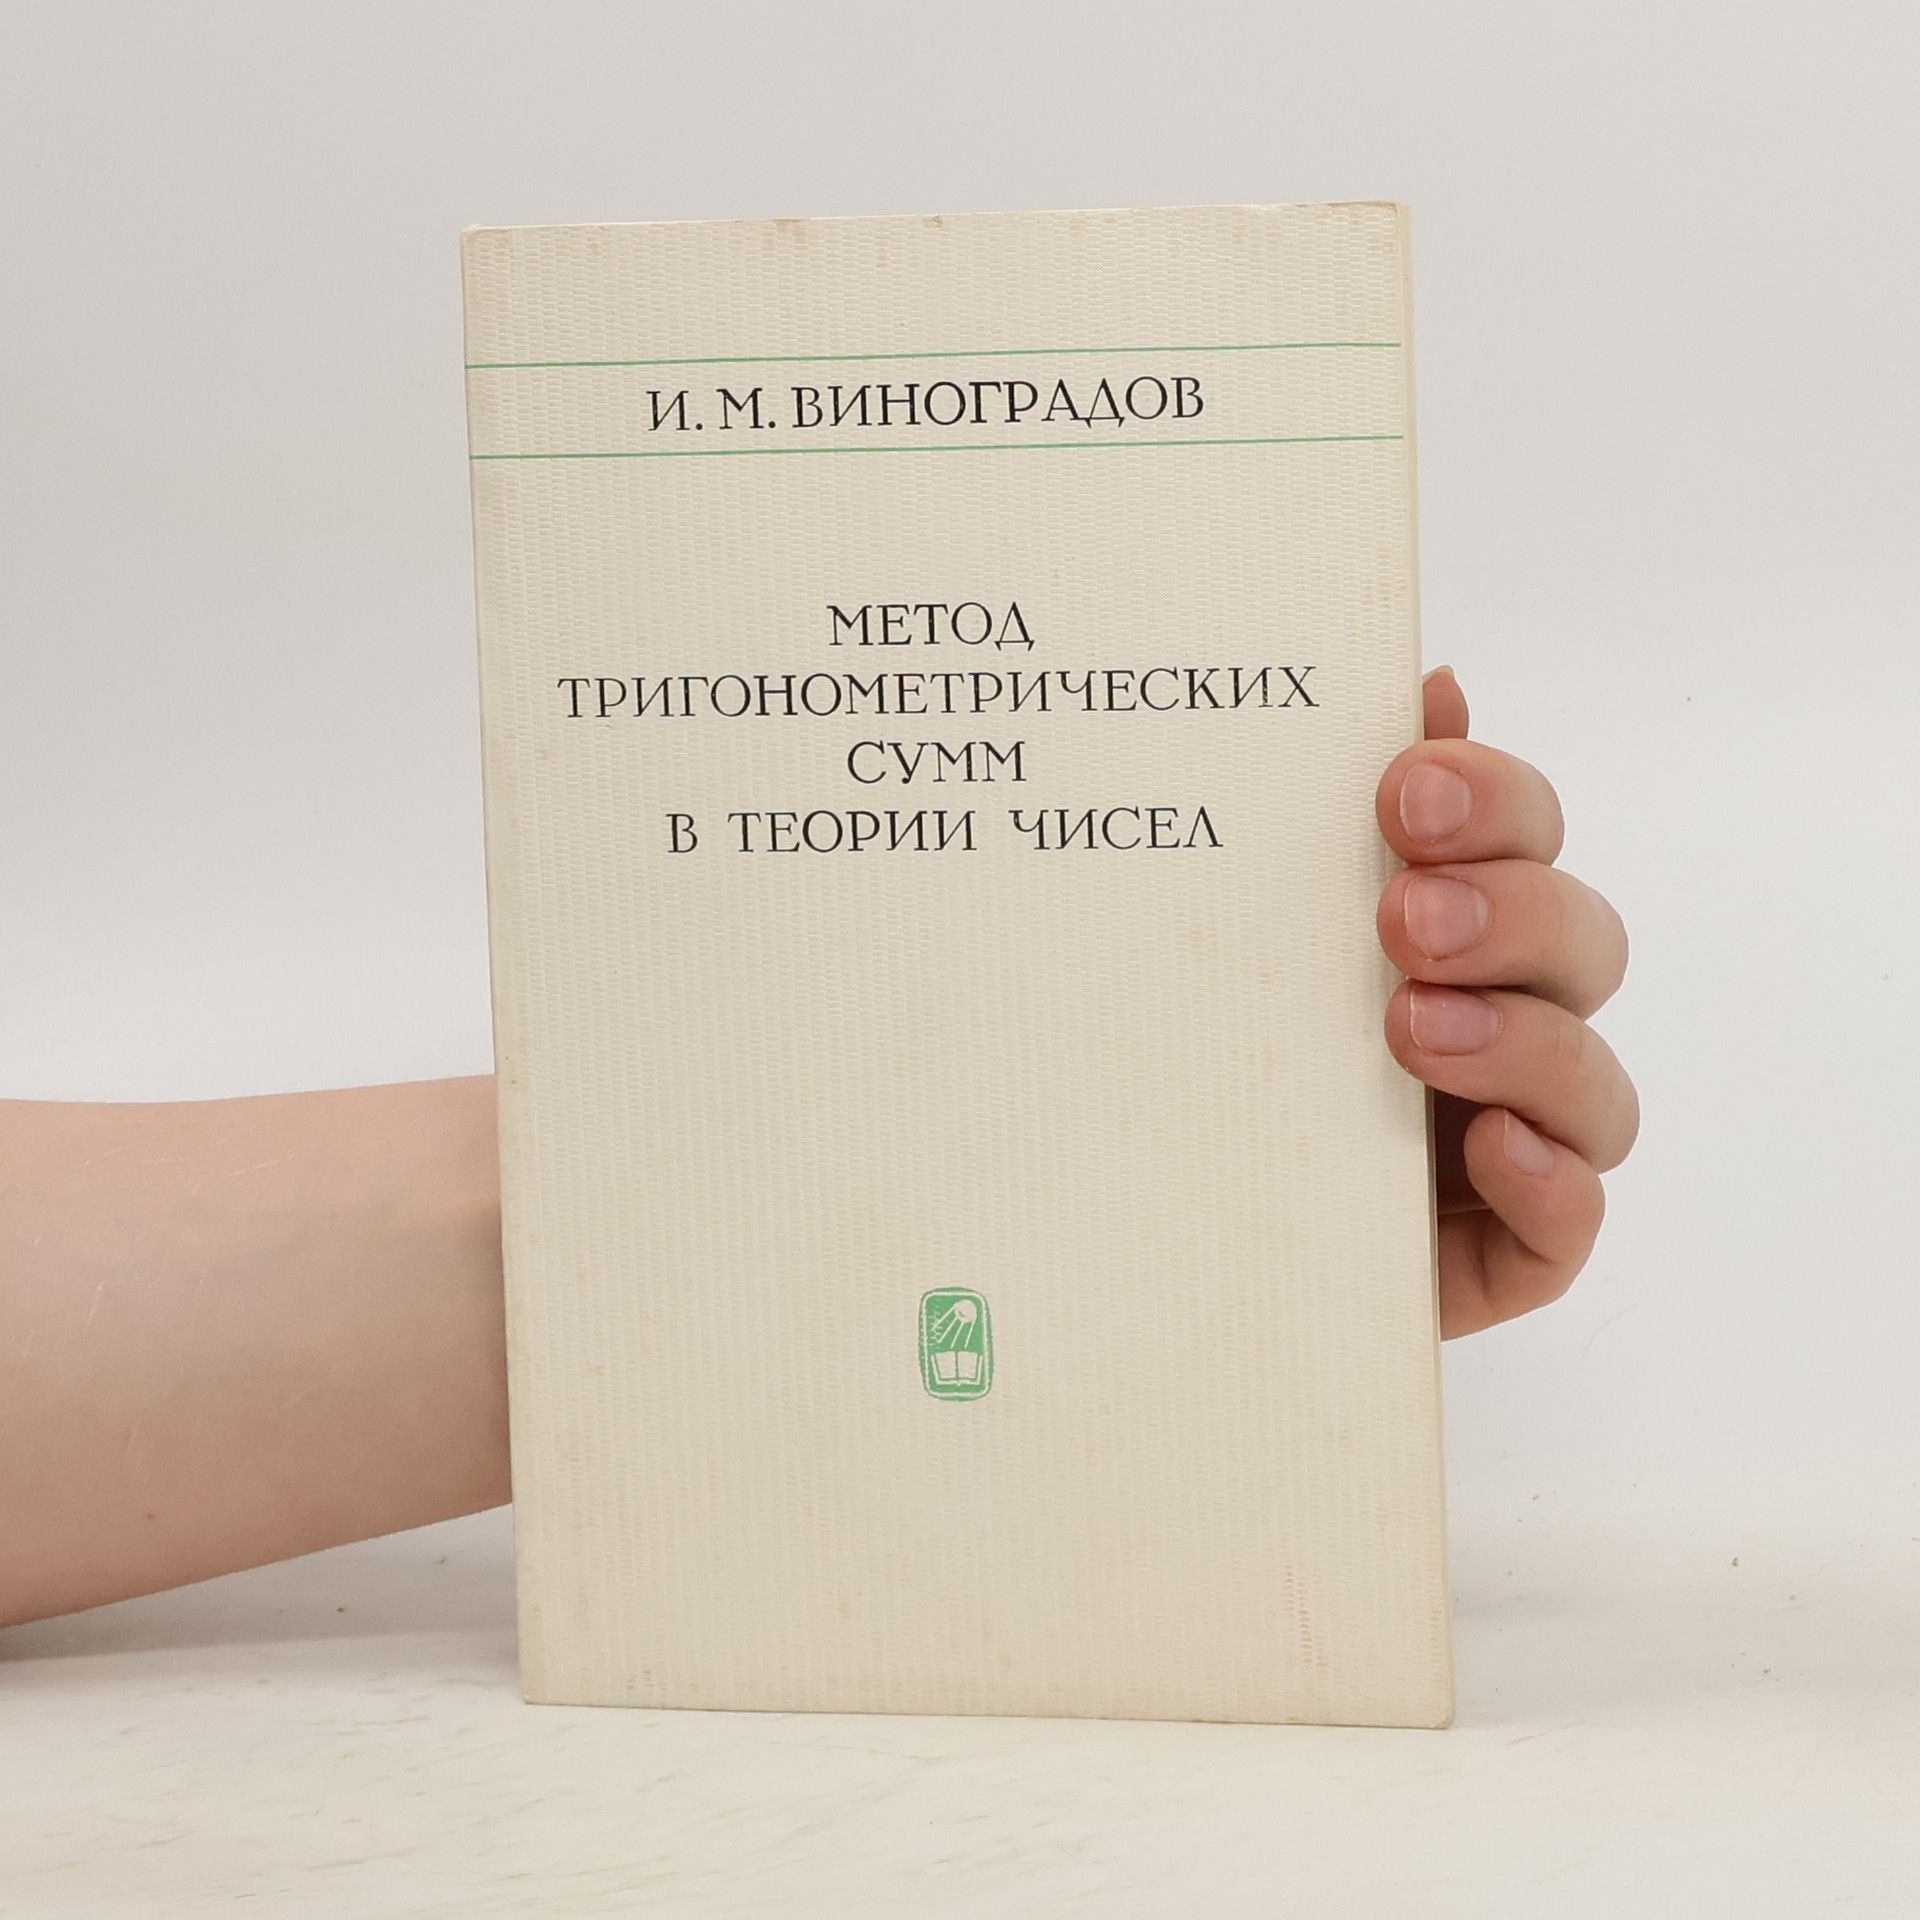 И. М. ВИНОГРАДОВ
МЕТОД
ТРИГОНОМЕТРИЧЕСКИХ
СУММ
В ТЕОРИИ ЧИСЕЛ